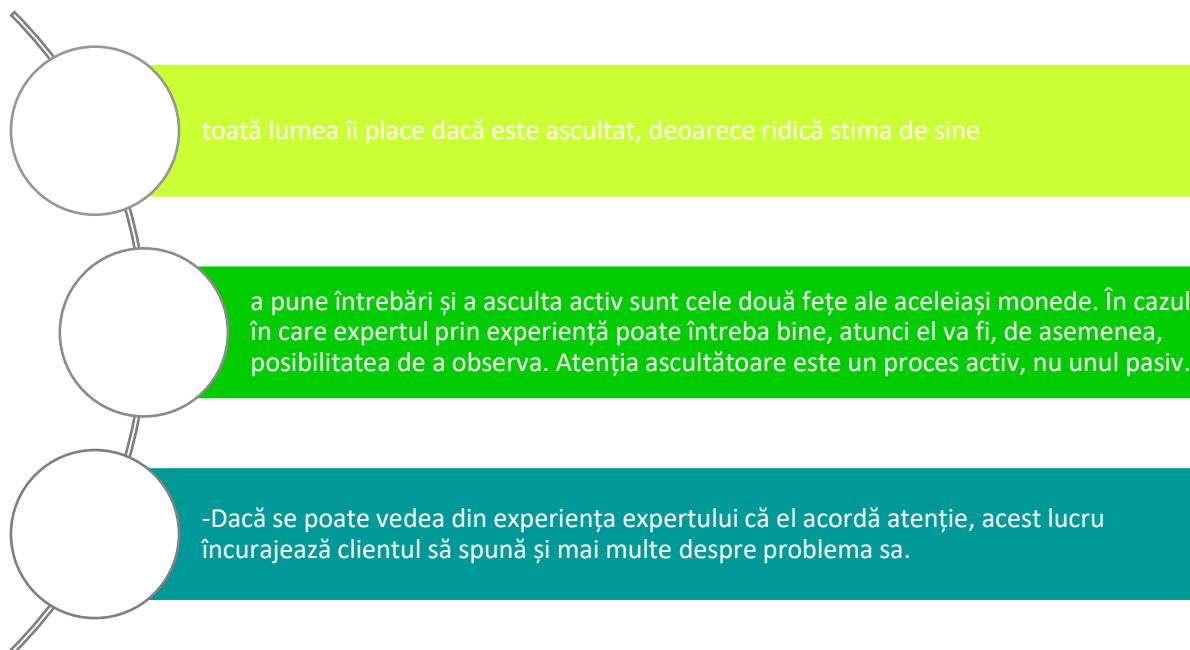 toată lumea îi place dacă este ascultat, deoarece ridică stima de sine
a pune întrebări și a asculta activ sunt cele două fețe ale aceleiași monede. În cazul
în care expertul prin experiență poate întreba bine, atunci el va fi, de asemenea,
posibilitatea de a observa. Atenția ascultătoare este un proces activ, nu unul pasiv.
-Dacă se poate vedea din experiența expertului că el acordă atenție, acest lucru
încurajează clientul să spună și mai multe despre problema sa.